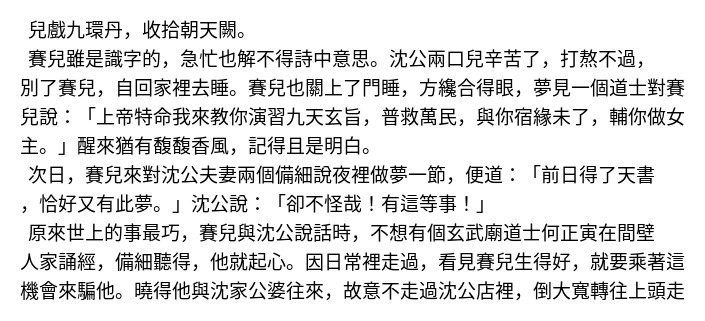 兒戲九環丹，收拾朝天闕。
賽兒雖是識字的，急忙也解不得詩中意思。沈公兩口兒辛苦了，打熬不過，
別了賽兒，自回家裡去睡。賽兒也關上了門睡，方纔合得眼，夢見一個道士對賽
兒說：「上帝特命我來教你演習九天玄旨，普救萬民，與你宿緣未了，輔你做女
主。」醒來猶有馥馥香風，記得且是明白。
次日，賽兒來對沈公夫妻兩個備細說夜裡做夢一節，便道：「前日得了天書
，恰好又有此夢。」沈公說：「卻不怪哉！有這等事！」
原來世上的事最巧，賽兒與沈公說話時，不想有個玄武廟道士何正寅在間壁
人家誦經，備細聽得，他就起心。因日常裡走過，看見賽兒生得好，就要乘著這
機會來騙他。曉得他與沈家公婆往來，故意不走過沈公店裡，倒大寬轉往上頭走